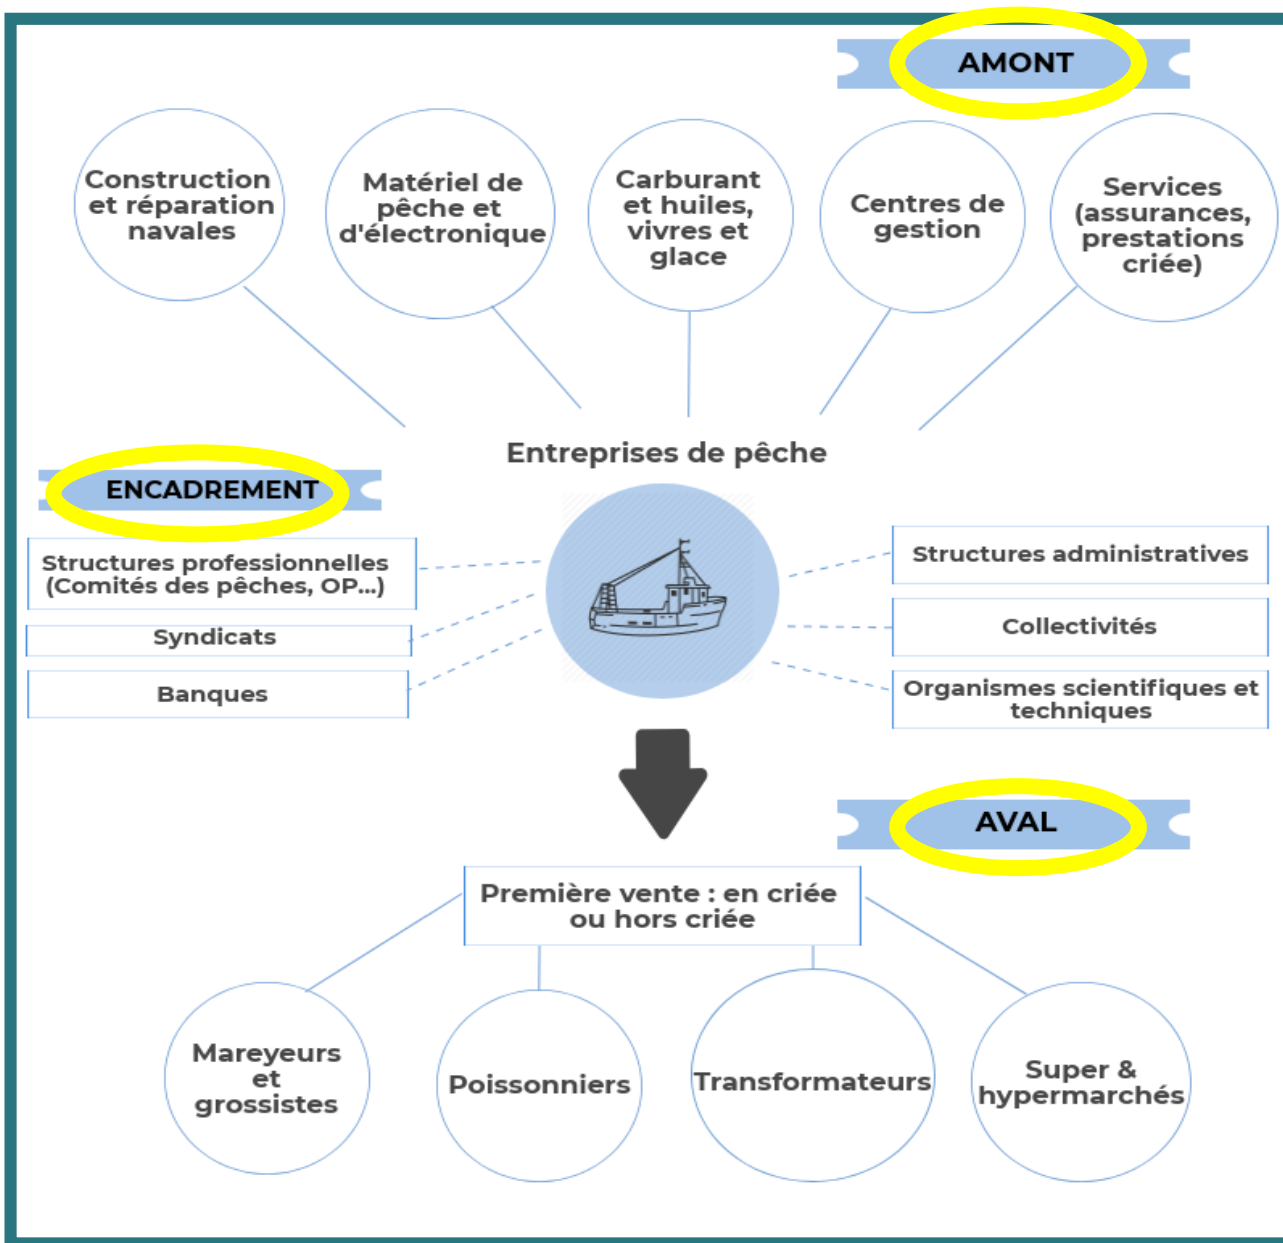 AMONT
Construction
et réparation
navales
Matériel de
pêche et
d'électronique
Carburant
et huiles,
vivres et
glace
Centres de
gestion
Services
(assurances,
prestations
criée)
Entreprises de pêche
ENCADREMENT
Structures professionnelles
(Comités des pêches, OP...)
Syndicats
Banques
Structures administratives
Collectivités
Organismes scientifiques et
techniques
AVAL
Première vente : en criée
ou hors criée
Mareyeurs
et
grossistes
Poissonniers
Transformateurs
Super &
hypermarchés